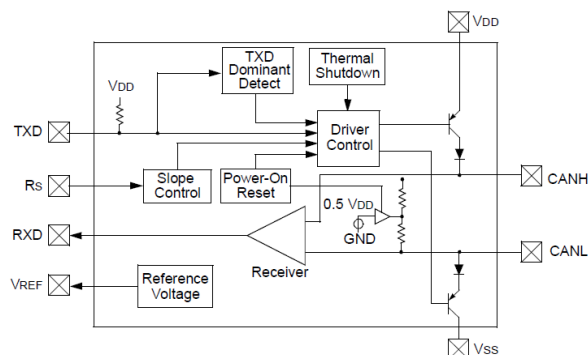 VDD
TXD
Dominant
Detect
Thermal
Shutdown
VDD
TXD
Driver
Control
RS
Slope
Control
Power-On
Reset
0.5 VDD
CANH
GND
RXD
Receiver
CANL
VREF
Reference
Voltage
VSS